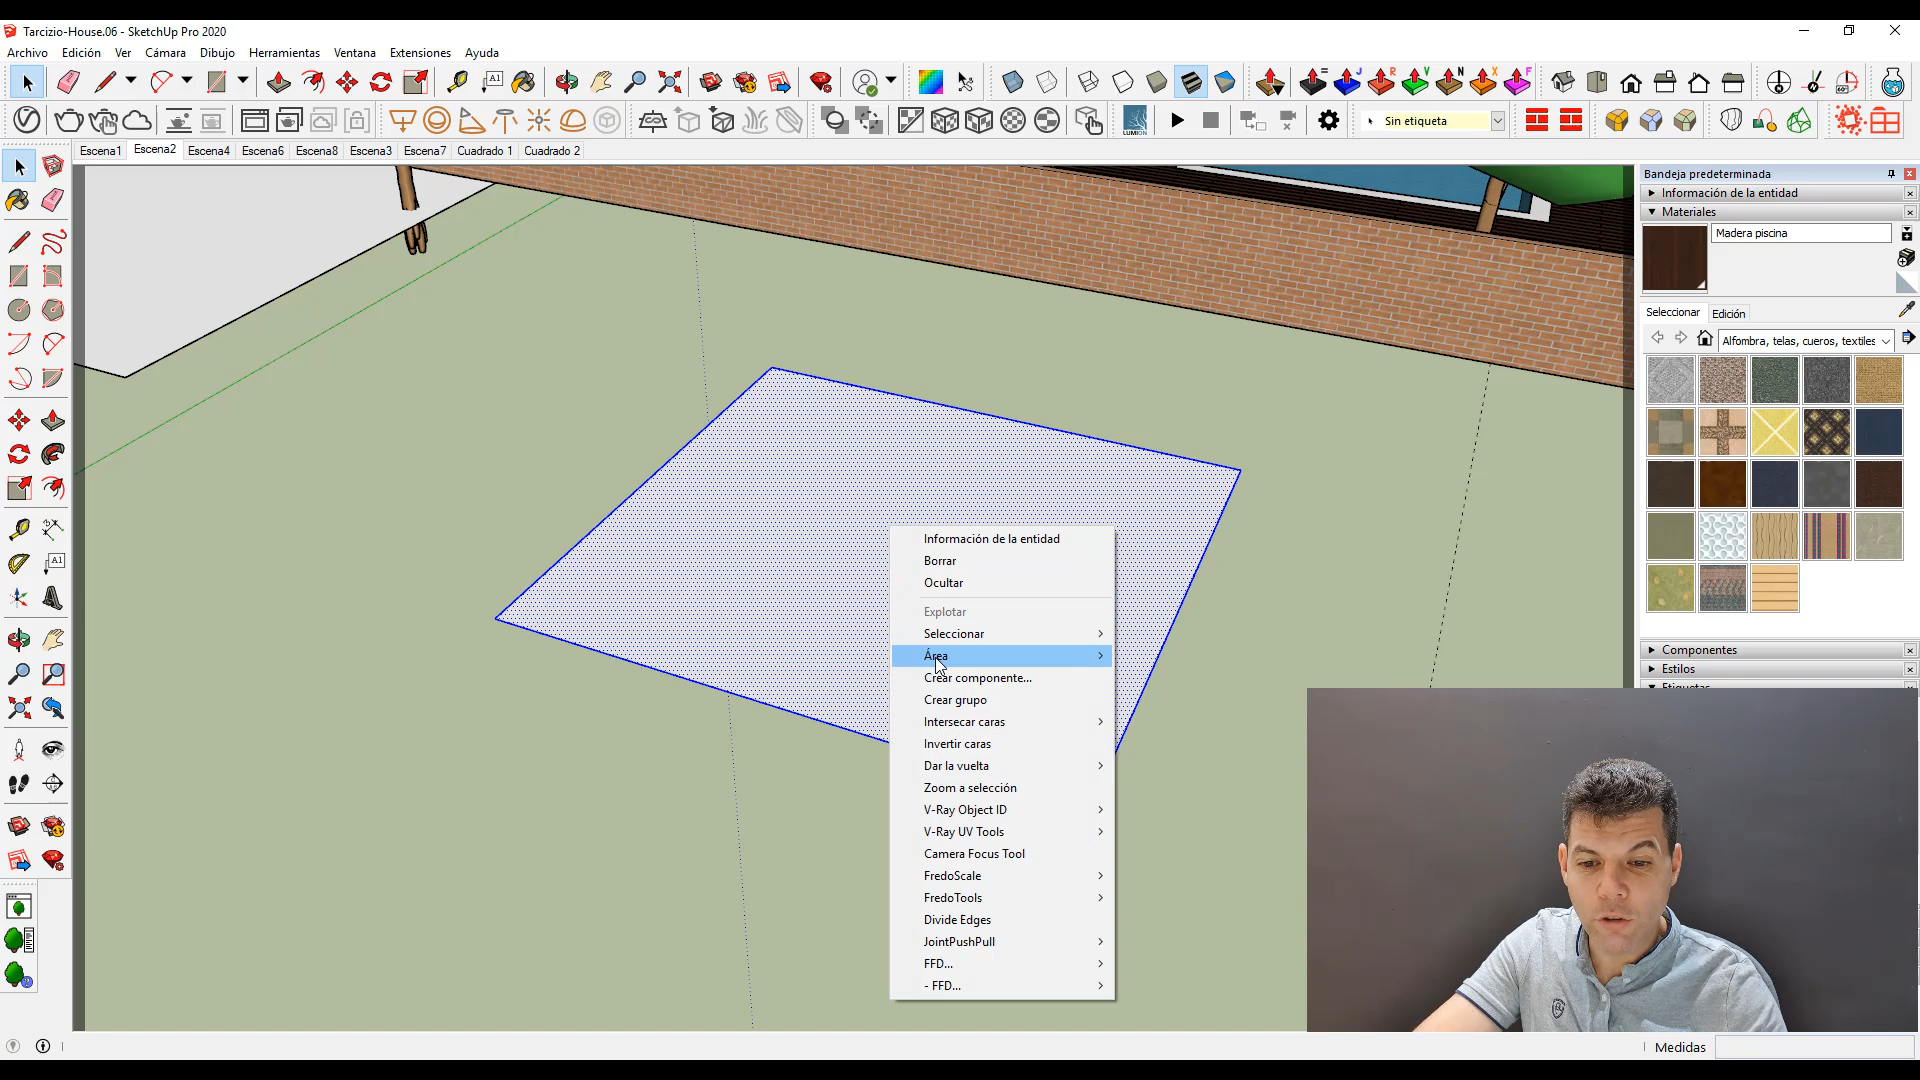 Tarcizio-House.06 - SketchUp Pro 2020
Archivo Edición Ver Cámara Dibujo Herramientas Ventana Extensiones Ayuda
Sin etiqueta
LUMION
Escena1 Escena2 Escena4 Escena6 Escena8 Escena3 Escena7 Cuadrado 1 Cuadrado 2
Bandeja predeterminada
Información de la entidad
Materiales
Madera piscina
Seleccionar Edición
Alfombra, telas, cueros, textiles
Componentes
Estilos
Etiquetas
Información de la entidad
Borrar
Ocultar
Explotar
Seleccionar
Área
Crear componente...
Crear grupo
Intersecar caras
Invertir caras
Dar la vuelta
Zoom a selección
V-Ray Object ID
V-Ray UV Tools
Camera Focus Tool
FredoScale
FredoTools
Divide Edges
JointPushPull
FFD...
- FFD...
Medidas